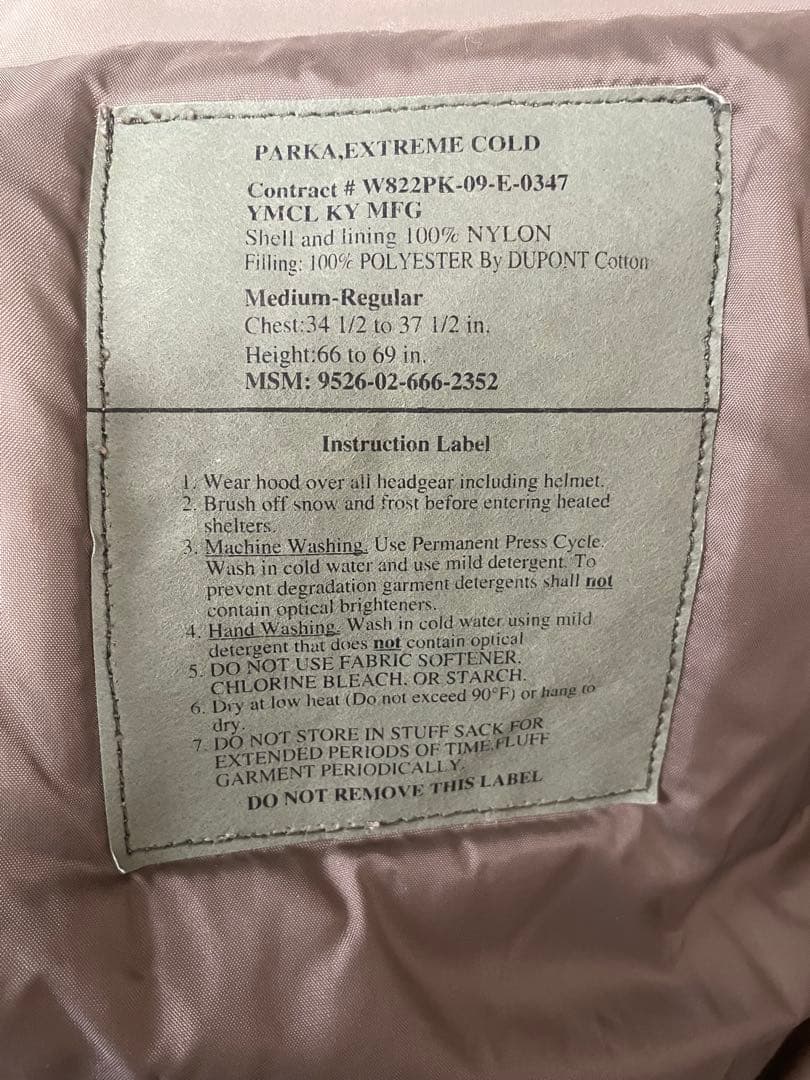 PARKA,EXTREME COLD
Contract # W822PK-09-E-0347
YMCL KY MFG
Shell and lining 100% NYLON
Filling: 100% POLYESTER By DUPONT Cotton
Medium-Regular
Chest:34 1/2 to 37 1/2 in.
Height:66 to 69 in.
MSM: 9526-02-666-2352
Instruction Label
1. Wear hood over all headgear including helmet.
2. Brush off snow and frost before entering heated
shelters.
3. Machine Washing. Use Permanent Press Cycle.
Wash in cold water and use mild detergent. To
prevent degradation garment detergents shall not
contain optical brighteners.
4. Hand Washing. Wash in cold water using mild
detergent that does not contain optical
5. DO NOT USE FABRIC SOFTENER.
CHLORINE BLEACH. OR STARCH.
6. Dry at low heat (Do not exceed 90°F) or hang to
dry.
7. DO NOT STORE IN STUFF SACK FOR
EXTENDED PERIODS OF TIME.FLUFF
GARMENT PERIODICALLY.
DO NOT REMOVE THIS LABEL